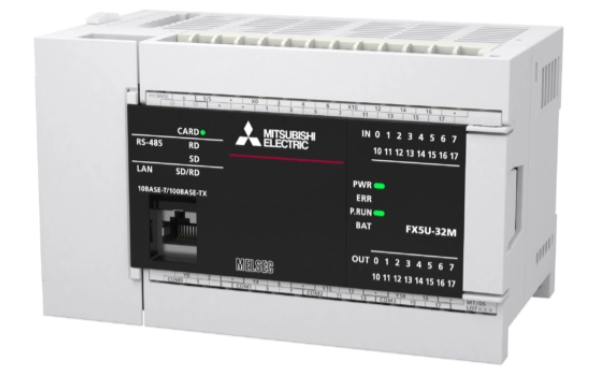 CARD
RS-485 RD
SD
LAN SD/RD
10BASE-T/100BASE-TX
MITSUBISHI
ELECTRIC
MELSEC
IN 0 1 2 3 4 5 6 7
10 11 12 13 14 15 16 17
PWR
ERR
P.RUN
BAT
FX5U-32M
OUT 0 1 2 3 4 5 6 7
10 11 12 13 14 15 16 17